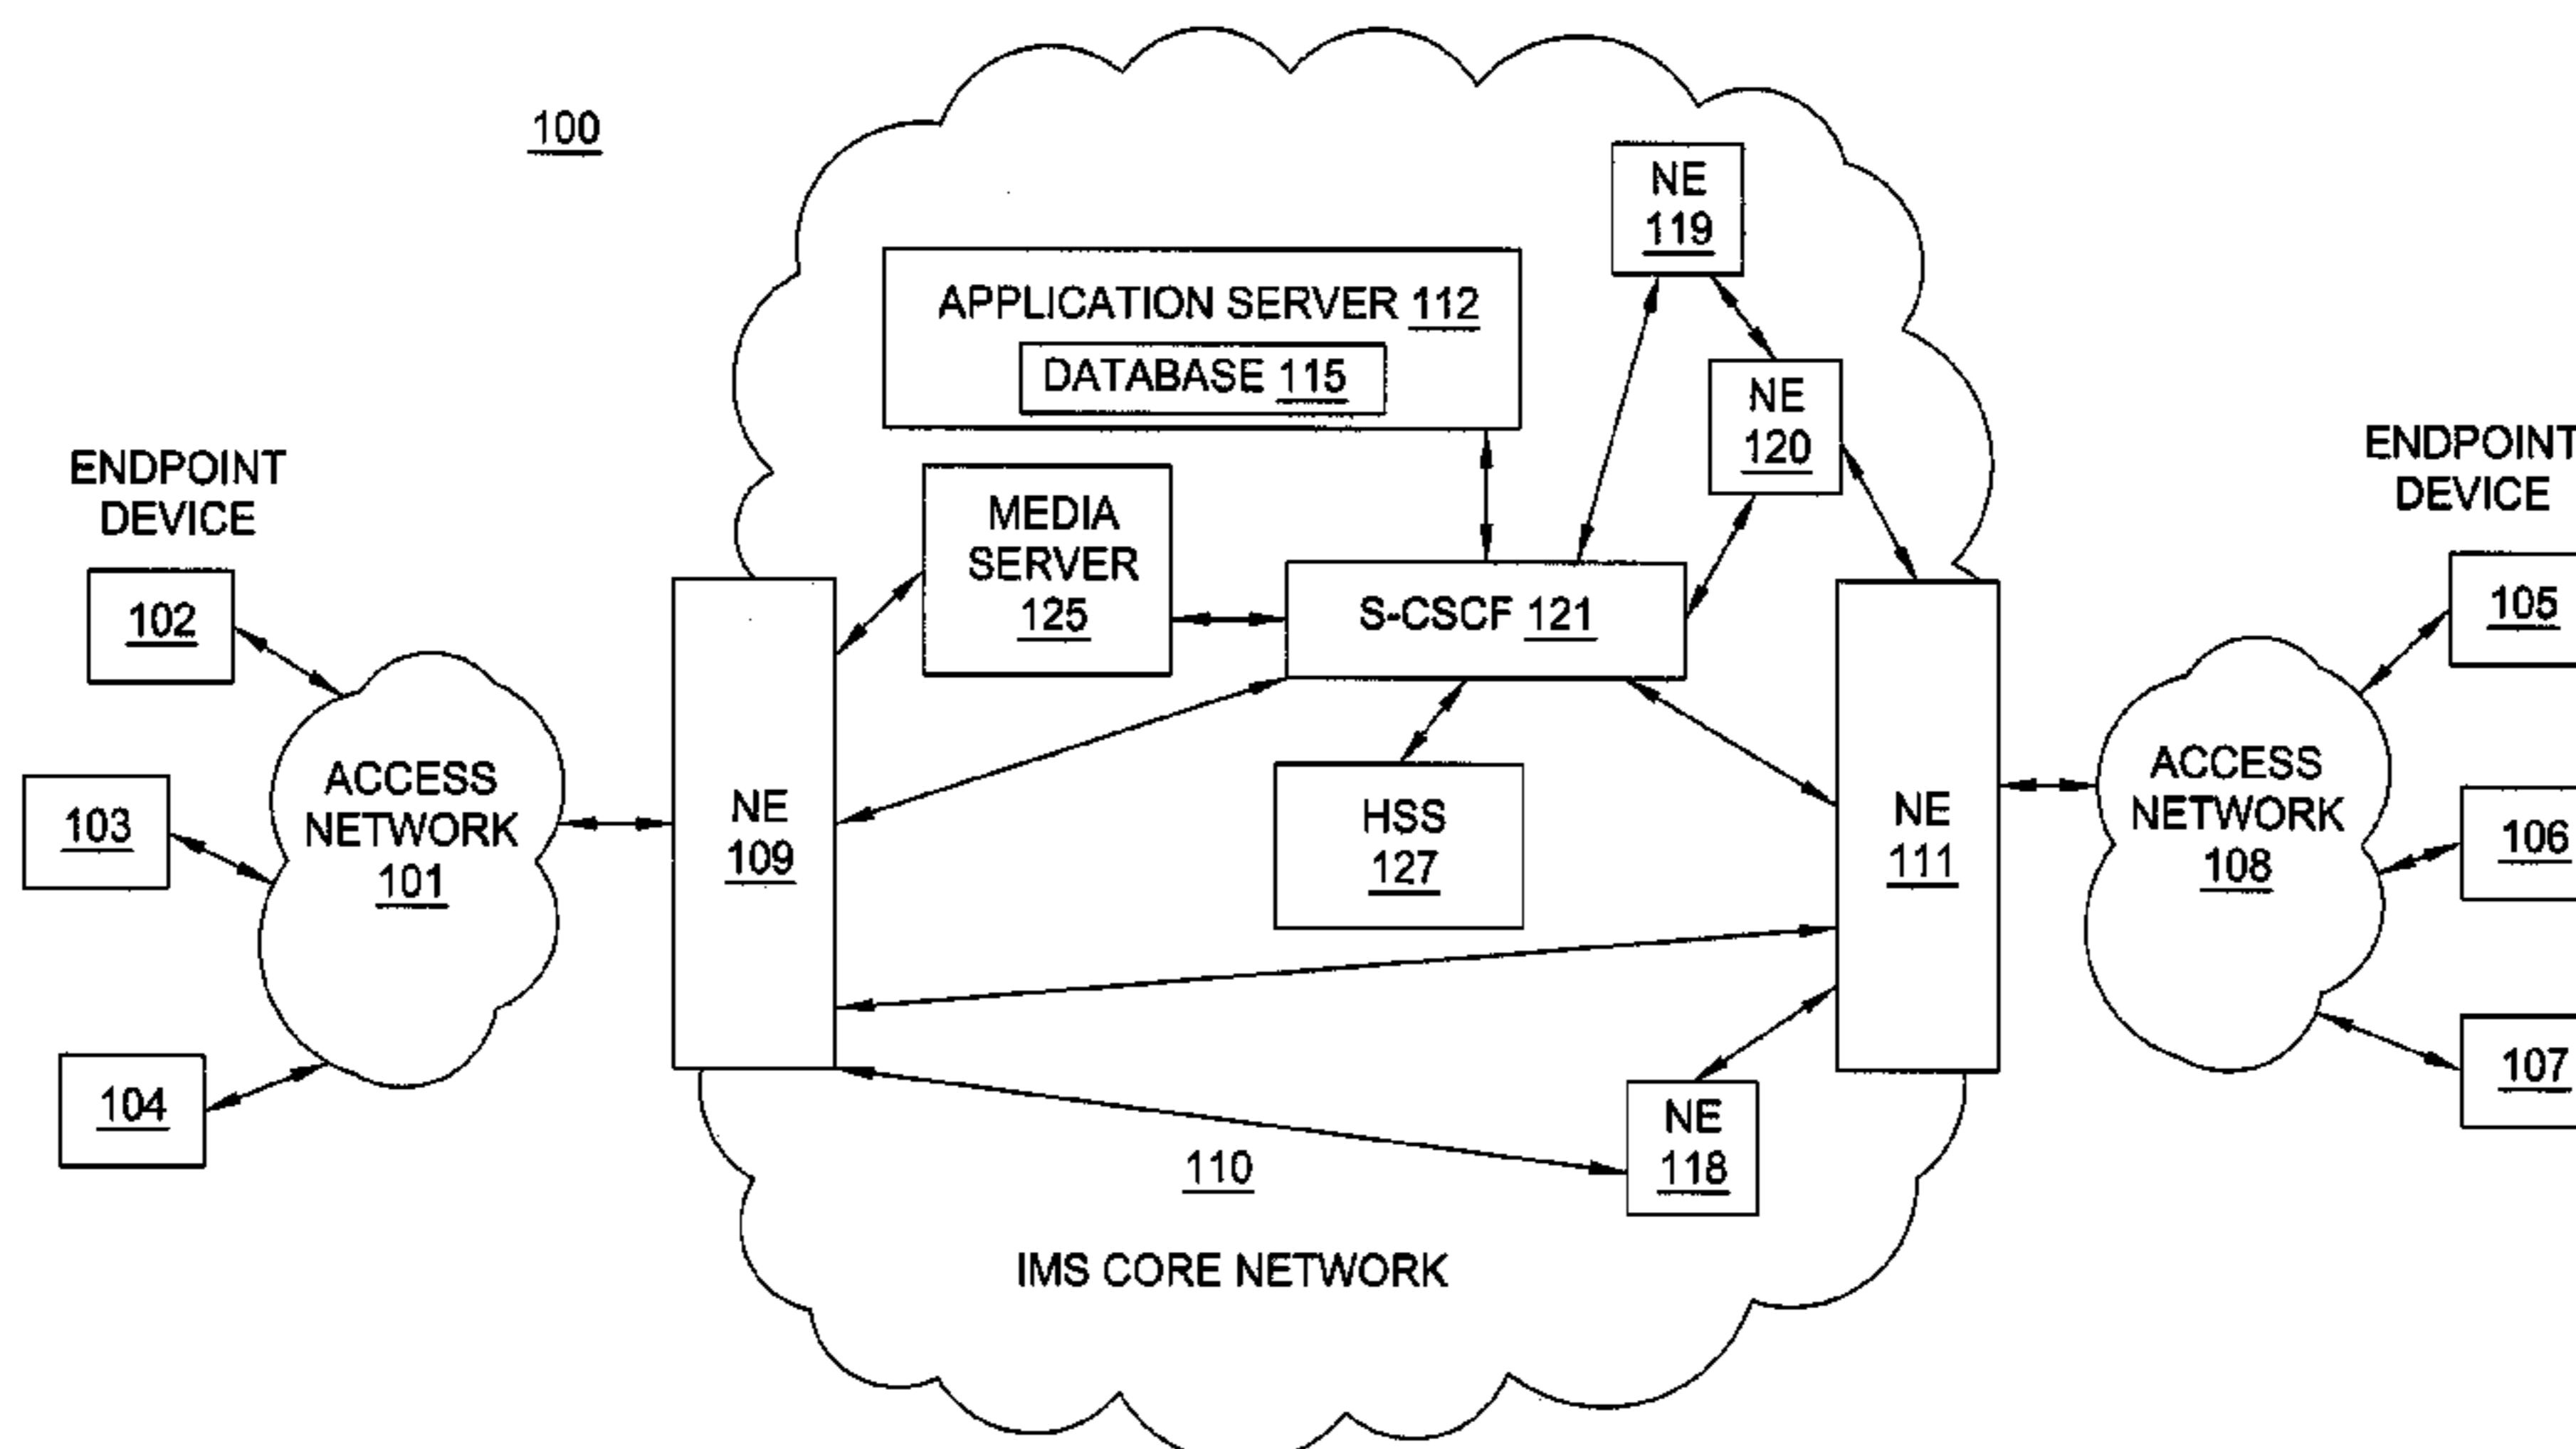 100
NE
119
APPLICATION SERVER 112
DATABASE 115
NE
120
ENDPOINT
DEVICE
102
103
104
ACCESS
NETWORK
101
MEDIA
SERVER
125
S-CSCF 121
NE
109
HSS
127
NE
111
NE
118
110
IMS CORE NETWORK
ACCESS
NETWORK
108
ENDPOINT
DEVICE
105
106
107